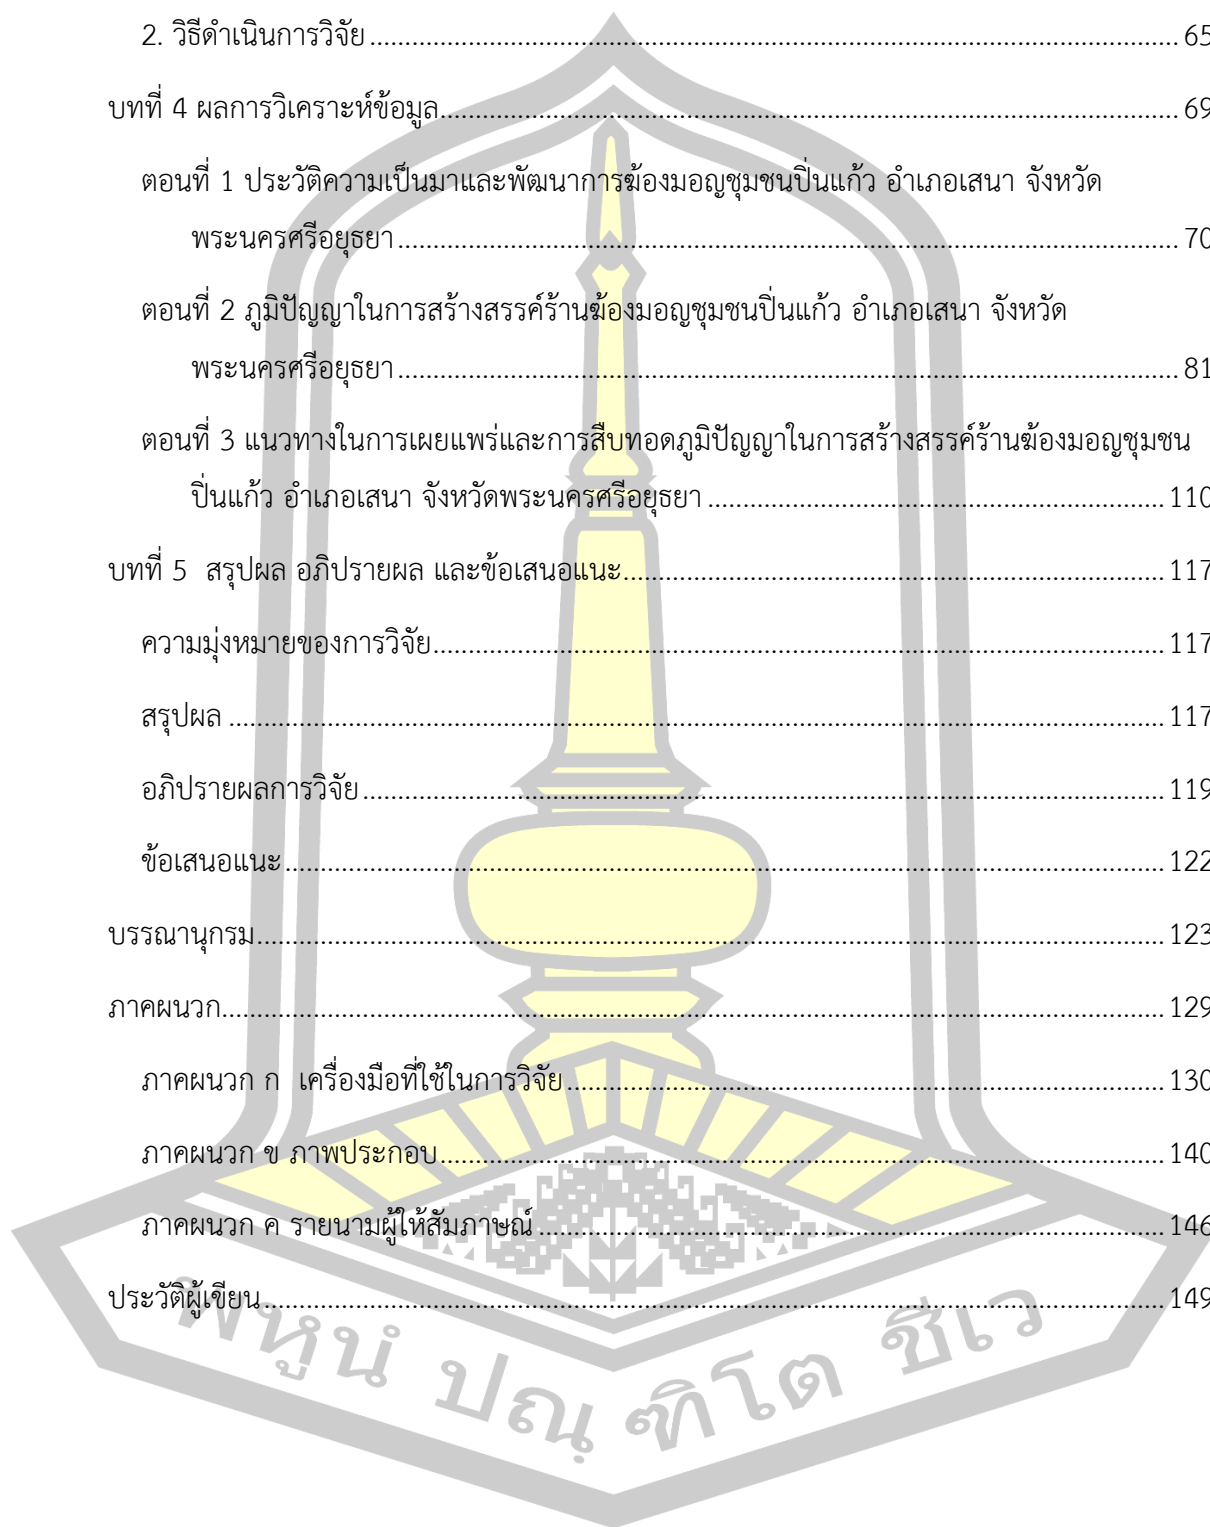 2. วิธีดำเนินการวิจัย 65
บทที่ 4 ผลการวิเคราะห์ข้อมูล 69
ตอนที่ 1 ประวัติความเป็นมาและพัฒนาการฆ้องมอญชุมชนปิ่นแก้ว อำเภอเสนา จังหวัด
พระนครศรีอยุธยา 70
ตอนที่ 2 ภูมิปัญญาในการสร้างสรรค์ร้านฆ้องมอญชุมชนปิ่นแก้ว อำเภอเสนา จังหวัด
พระนครศรีอยุธยา 81
ตอนที่ 3 แนวทางในการเผยแพร่และการสืบทอดภูมิปัญญาในการสร้างสรรค์ร้านฆ้องมอญชุมชน
ปิ่นแก้ว อำเภอเสนา จังหวัดพระนครศรีอยุธยา 110
บทที่ 5 สรุปผล อภิปรายผล และข้อเสนอแนะ 117
ความมุ่งหมายของการวิจัย 117
สรุปผล 117
อภิปรายผลการวิจัย 119
ข้อเสนอแนะ 122
บรรณานุกรม 123
ภาคผนวก 129
ภาคผนวก ก เครื่องมือที่ใช้ในการวิจัย 130
ภาคผนวก ข ภาพประกอบ 140
ภาคผนวก ค รายนามผู้ให้สัมภาษณ์ 146
ประวัติผู้เขียน 149
พหูนํ ปณฺฑิโต ชีเว